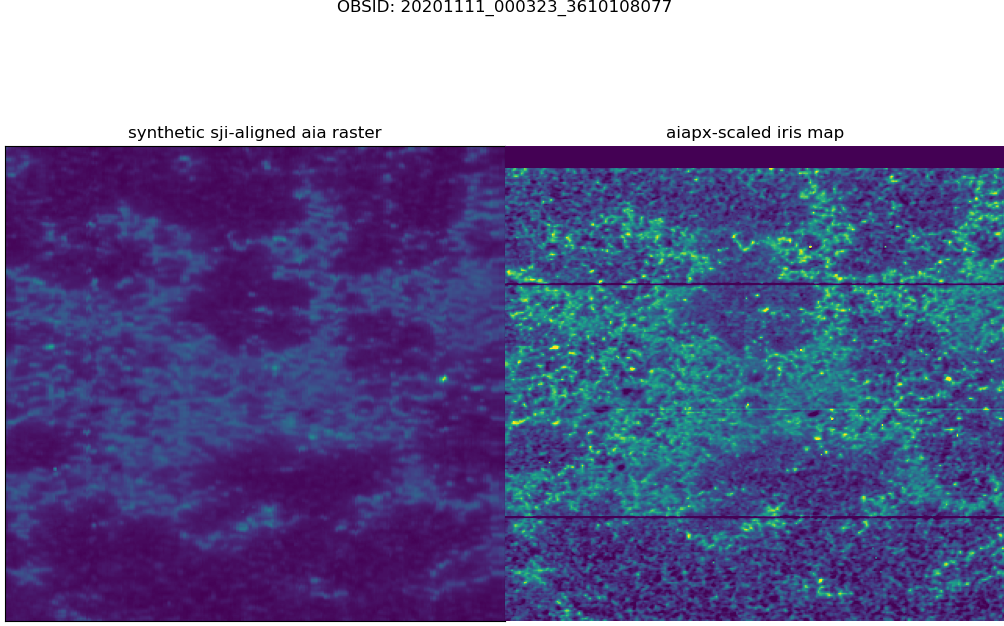 OBSID: 20201111_000323_3610108077
synthetic sji-aligned aia raster
aiapx-scaled iris map